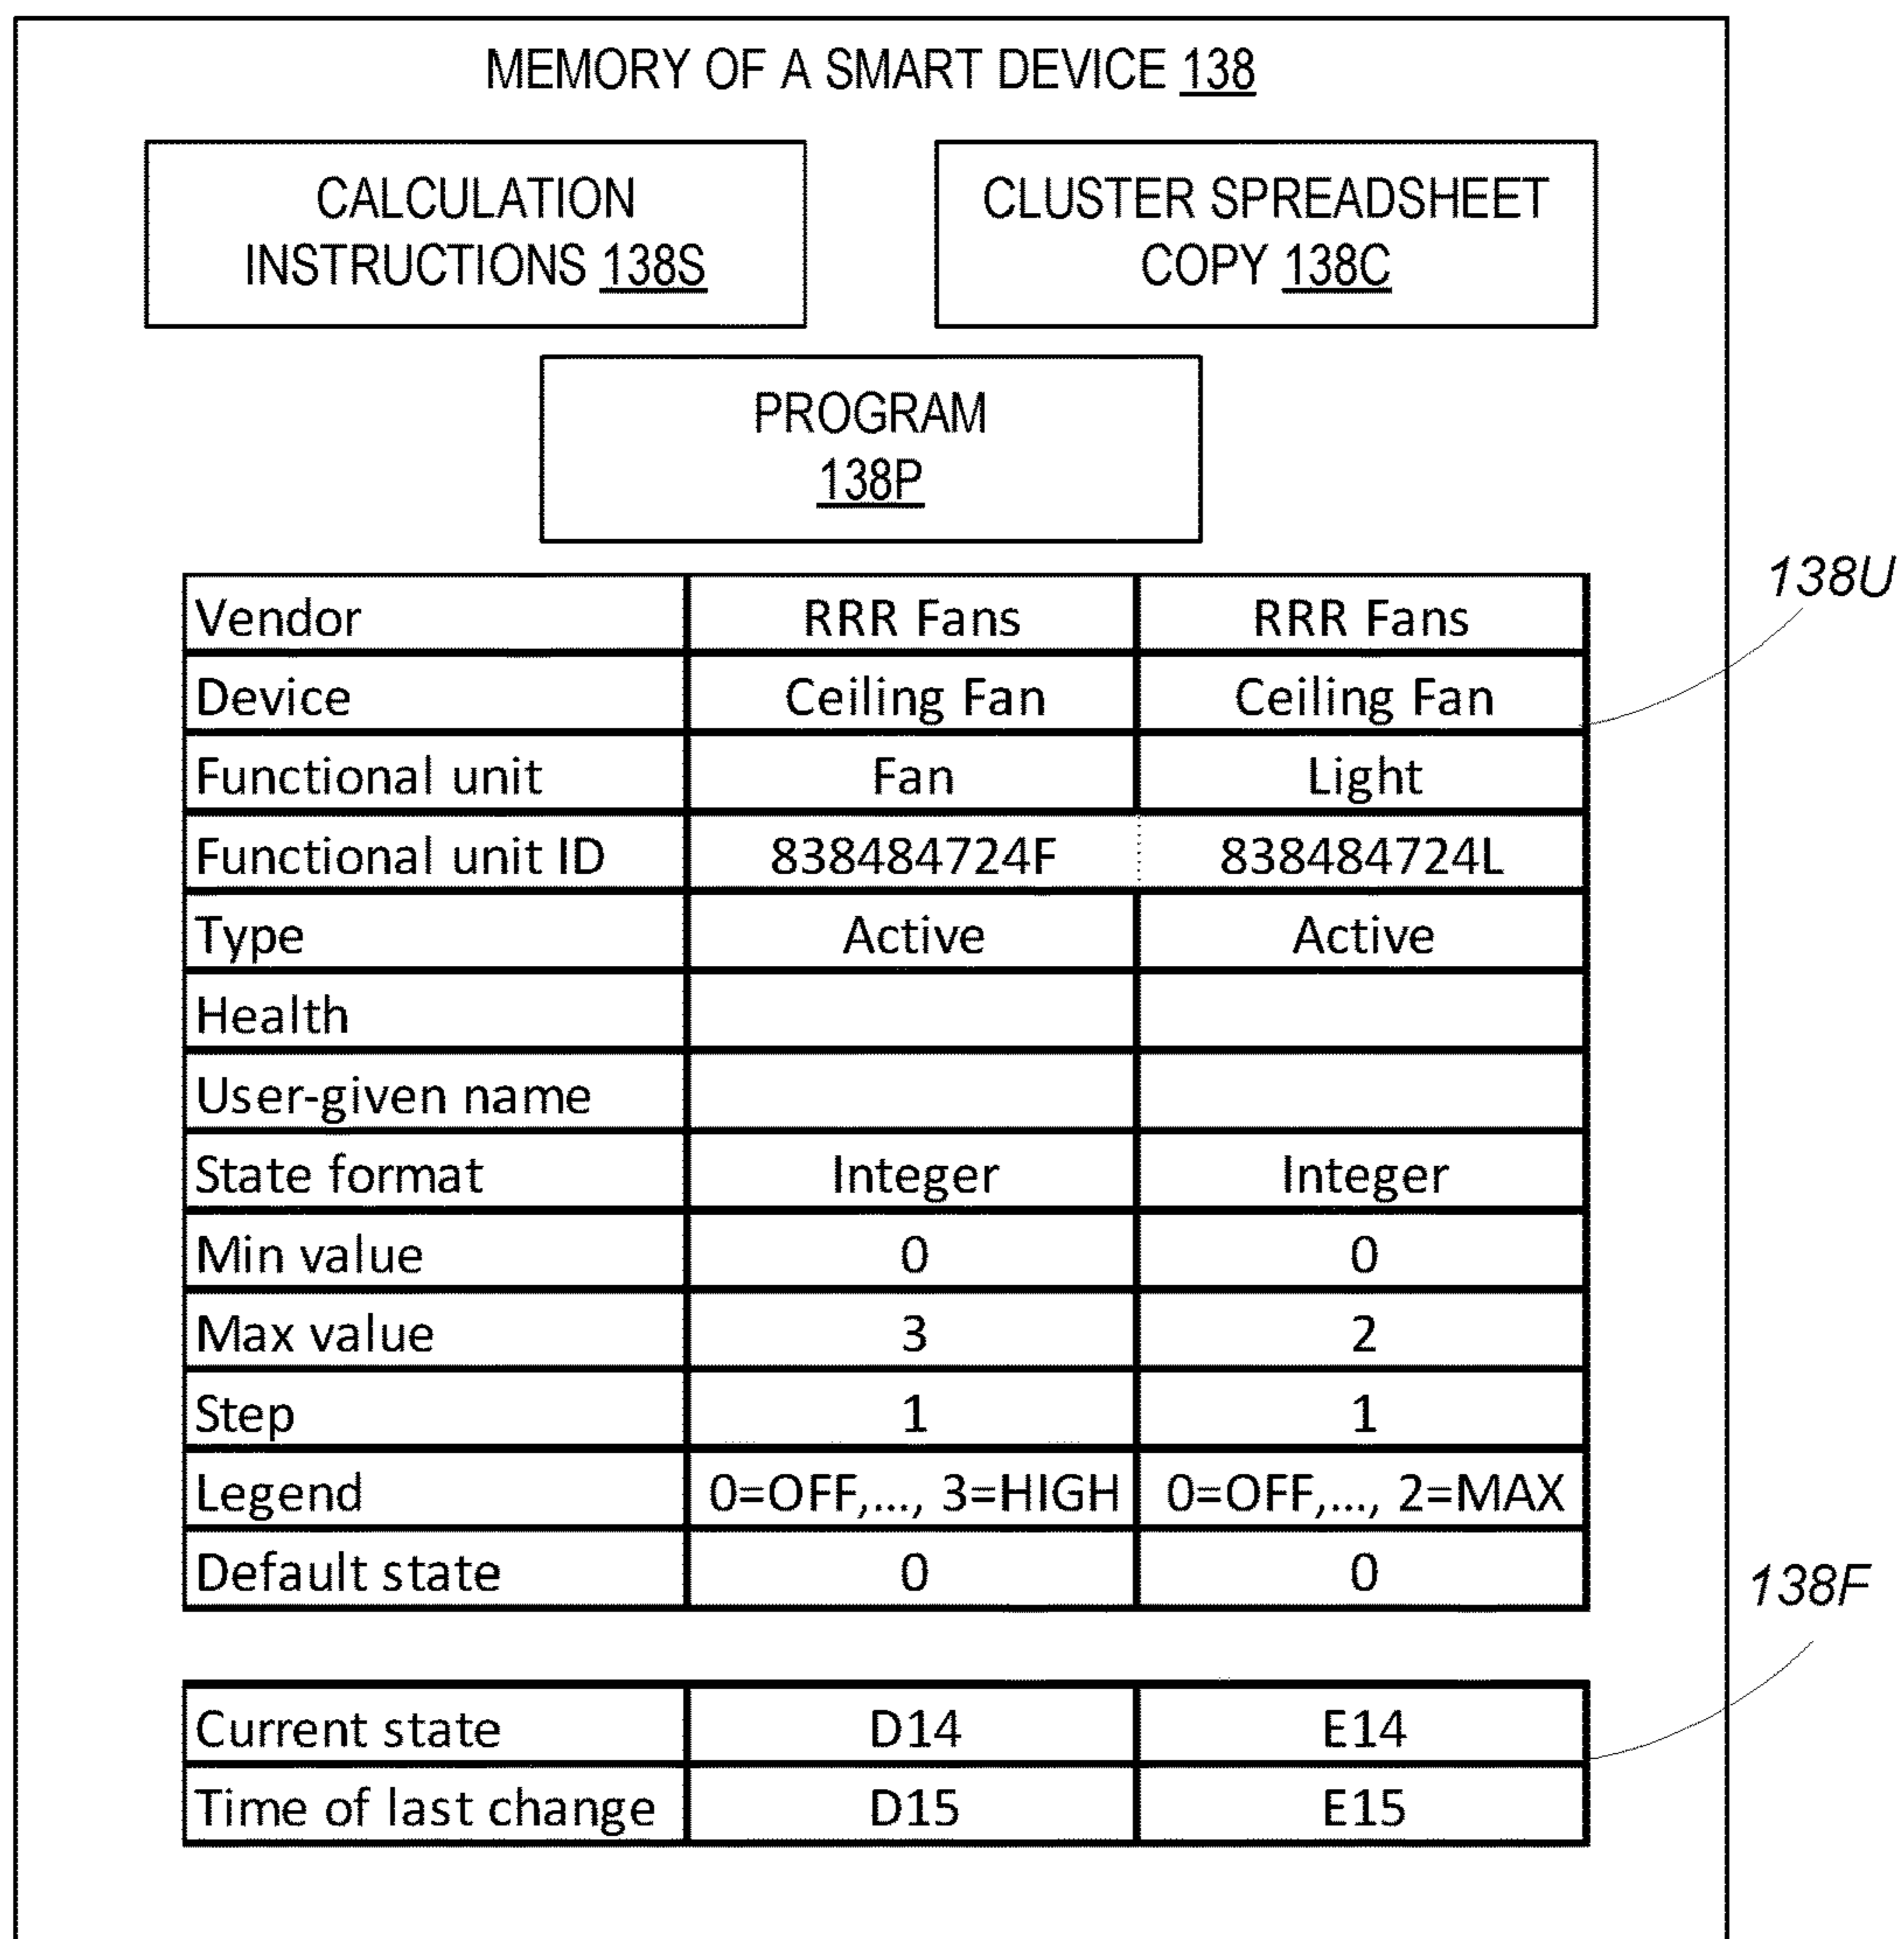 MEMORY OF A SMART DEVICE 138
CALCULATION
INSTRUCTIONS 138S
CLUSTER SPREADSHEET
COPY 138C
PROGRAM
138P
138U
Vendor RRR Fans RRR Fans
Device Ceiling Fan Ceiling Fan
Functional unit Fan Light
Functional unit ID 838484724F 838484724L
Type Active Active
Health
User-given name
State format Integer Integer
Min value 0 0
Max value 3 2
Step 1 1
Legend 0=OFF,..., 3=HIGH 0=OFF,..., 2=MAX
Default state 0 0
138F
Current state D14 E14
Time of last change D15 E15